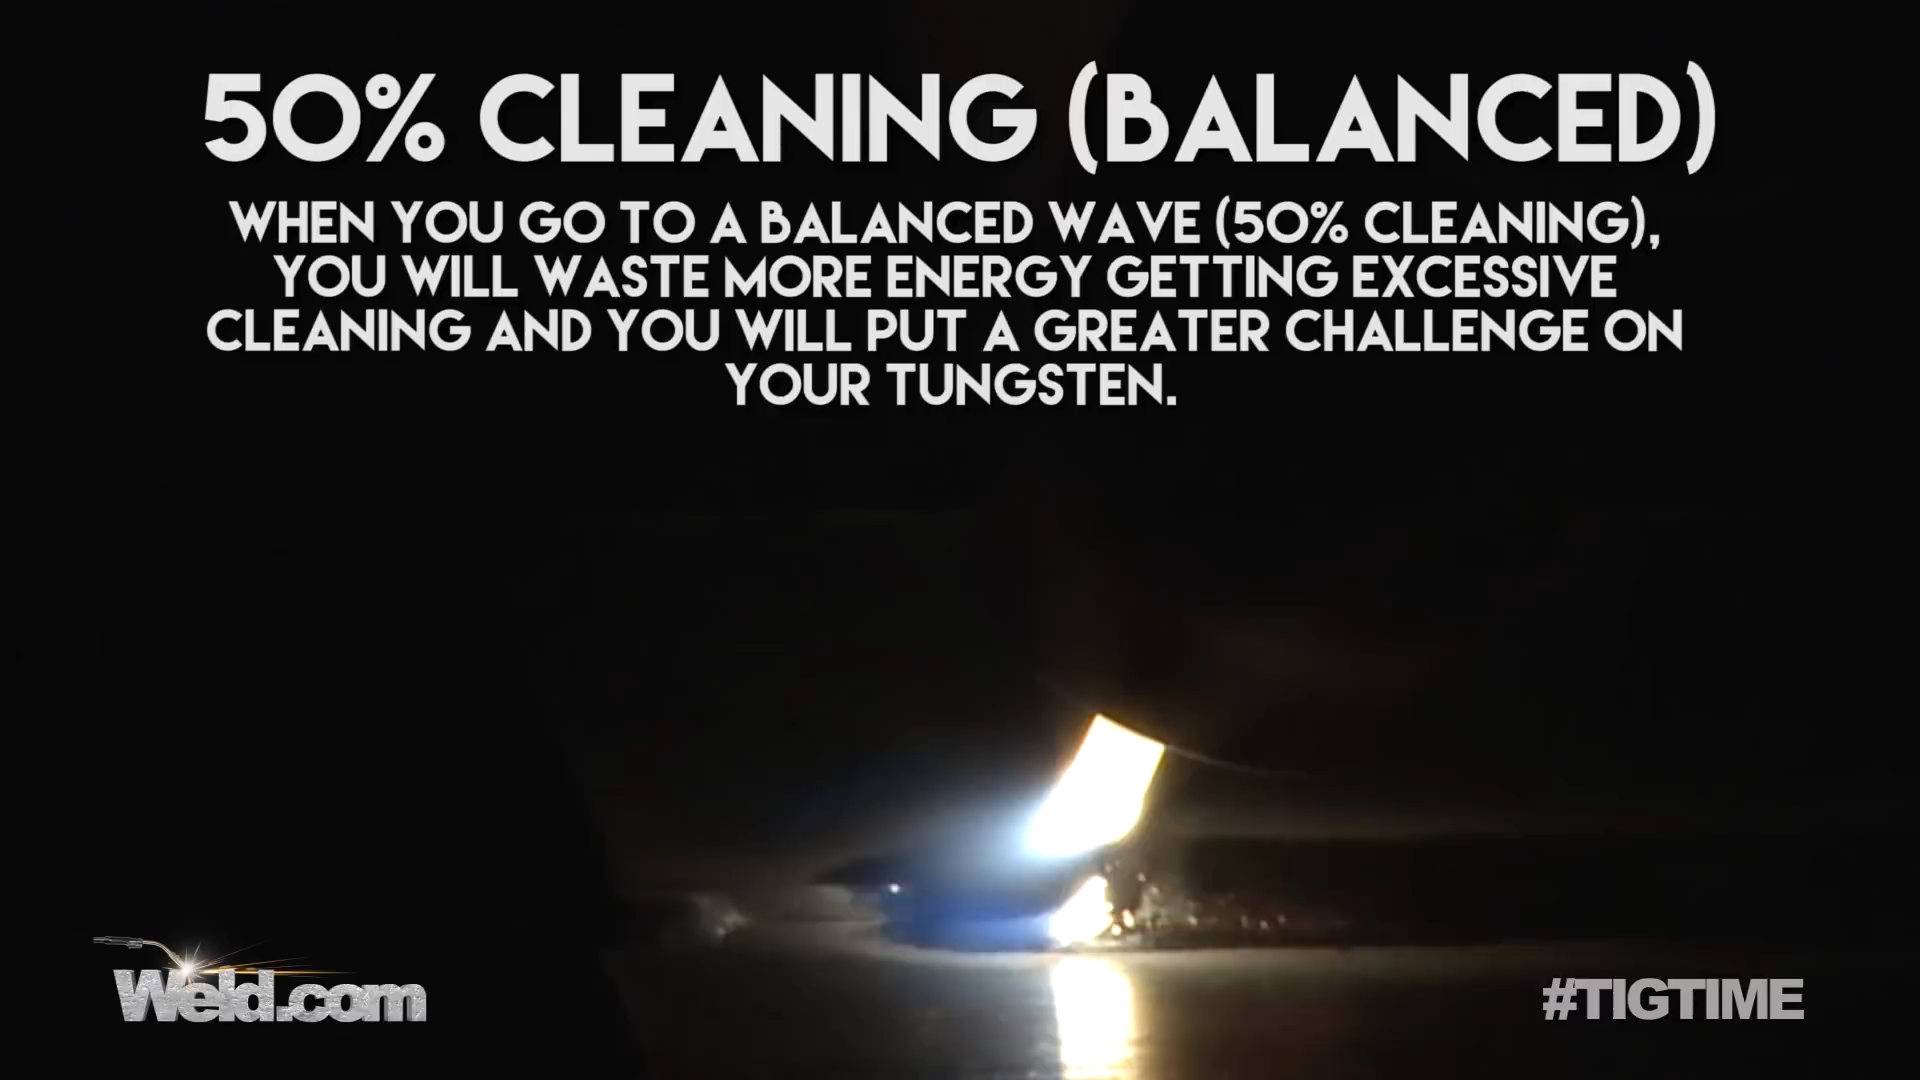 50% CLEANING (BALANCED)
WHEN YOU GO TO A BALANCED WAVE (50% CLEANING),
YOU WILL WASTE MORE ENERGY GETTING EXCESSIVE
CLEANING AND YOU WILL PUT A GREATER CHALLENGE ON
YOUR TUNGSTEN.
Weld.com
#TIGTIME